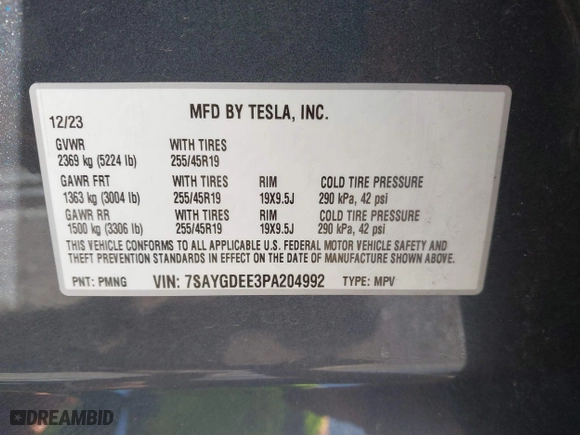 12/23 MFD BY TESLA, INC.
GVWR WITH TIRES
2369 kg (5224 lb) 255/45R19
GAWR FRT WITH TIRES RIM COLD TIRE PRESSURE
1363 kg (3004 lb) 255/45R19 19X9.5J 290 kPa, 42 psi
GAWR RR WITH TIRES RIM COLD TIRE PRESSURE
1500 kg (3306 lb) 255/45R19 19X9.5J 290 kPa, 42 psi
THIS VEHICLE CONFORMS TO ALL APPLICABLE U.S. FEDERAL MOTOR VEHICLE SAFETY AND
THEFT PREVENTION STANDARDS IN EFFECT ON THE DATE OF MANUFACTURE SHOWN ABOVE.
PNT: PMNG VIN: 7SAYGDEE3PA204992 TYPE: MPV
DREAMBID